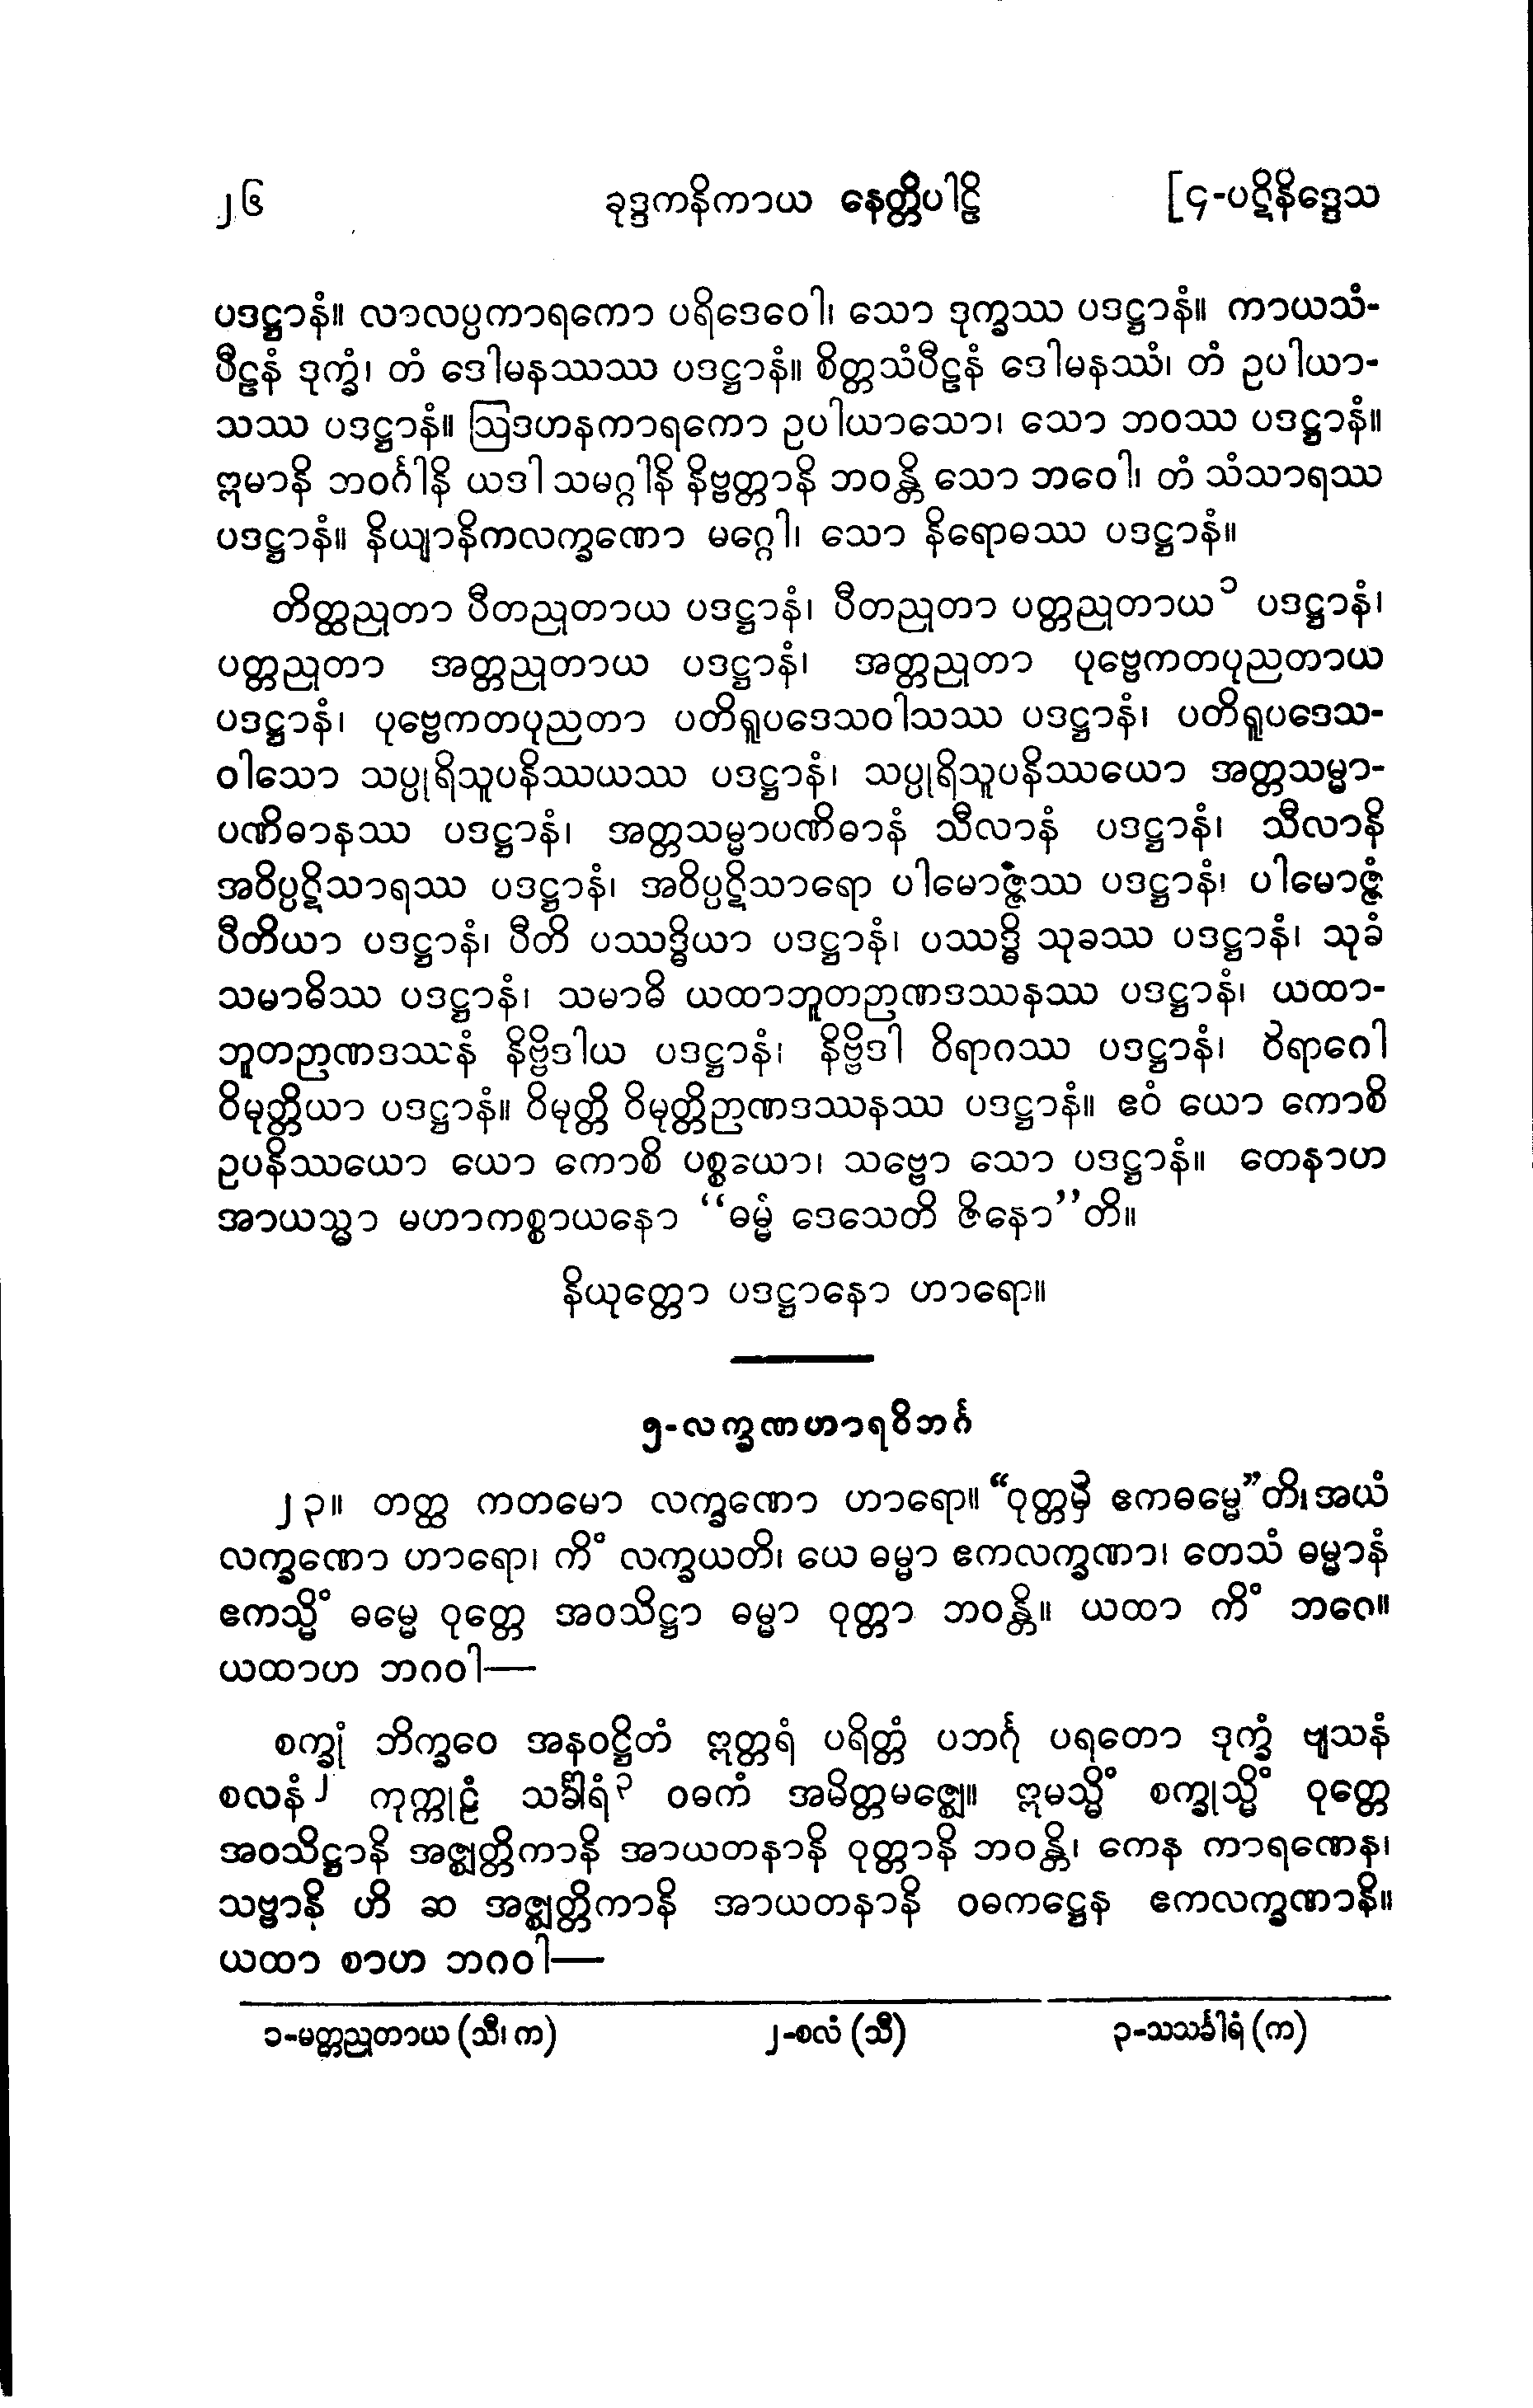 ၂၆ ခုဒ္ဒကနိကာယ နေတ္တိပါဠိ [၄-ပဋိနိဒ္ဒေသ
ပဒဋ္ဌာနံ။ လာလပ္ပကာရကော ပရိဒေဝေါ၊ သော ဒုက္ခဿ ပဒဋ္ဌာနံ။ ကာယသံ-
ပီဠနံ ဒုက္ခံ၊ တံ ဒေါမနဿဿ ပဒဋ္ဌာနံ။ စိတ္တသံပီဠနံ ဒေါမနဿံ၊ တံ ဥပါယာ-
သဿ ပဒဋ္ဌာနံ။ ဩဒဟနကာရကော ဥပါယာသော၊ သော ဘဝဿ ပဒဋ္ဌာနံ။
ဣမာနိ ဘဝင်္ဂါနိ ယဒါ သမဂ္ဂါနိ နိဗ္ဗတ္တာနိ ဘဝန္တိ သော ဘဝေါ၊ တံ သံသာရဿ
ပဒဋ္ဌာနံ။ နိယျာနိကလက္ခဏော မဂ္ဂေါ၊ သော နိရောဓဿ ပဒဋ္ဌာနံ။
တိတ္ထညုတာ ပီတညုတာယ ပဒဋ္ဌာနံ၊ ပီတညုတာ ပတ္တညုတာယ၁ ပဒဋ္ဌာနံ၊
ပတ္တညုတာ အတ္တညုတာယ ပဒဋ္ဌာနံ၊ အတ္တညုတာ ပုဗ္ဗေကတပုညတာယ
ပဒဋ္ဌာနံ၊ ပုဗ္ဗေကတပုညတာ ပတိရူပဒေသဝါသဿ ပဒဋ္ဌာနံ၊ ပတိရူပဒေသ-
ဝါသော သပ္ပုရိသူပနိဿယဿ ပဒဋ္ဌာနံ၊ သပ္ပုရိသူပနိဿယော အတ္တသမ္မာ-
ပဏိဓာနဿ ပဒဋ္ဌာနံ၊ အတ္တသမ္မာပဏိဓာနံ သီလာနံ ပဒဋ္ဌာနံ၊ သီလာနိ
အဝိပ္ပဋိသာရဿ ပဒဋ္ဌာနံ၊ အဝိပ္ပဋိသာရော ပါမောဇ္ဇဿ ပဒဋ္ဌာနံ၊ ပါမောဇ္ဇံ
ပီတိယာ ပဒဋ္ဌာနံ၊ ပီတိ ပဿဒ္ဓိယာ ပဒဋ္ဌာနံ၊ ပဿဒ္ဓိ သုခဿ ပဒဋ္ဌာနံ၊ သုခံ
သမာဓိဿ ပဒဋ္ဌာနံ၊ သမာဓိ ယထာဘူတဉာဏဒဿနဿ ပဒဋ္ဌာနံ၊ ယထာ-
ဘူတဉာဏဒဿနံ နိဗ္ဗိဒါယ ပဒဋ္ဌာနံ၊ နိဗ္ဗိဒါ ဝိရာဂဿ ပဒဋ္ဌာနံ၊ ဝိရာဂေါ
ဝိမုတ္တိယာ ပဒဋ္ဌာနံ။ ဝိမုတ္တိ ဝိမုတ္တိဉာဏဒဿနဿ ပဒဋ္ဌာနံ။ ဧဝံ ယော ကောစိ
ဥပနိဿယော ယော ကောစိ ပစ္စယော၊ သဗ္ဗော သော ပဒဋ္ဌာနံ။ တေနာဟ
အာယသ္မာ မဟာကစ္စာယနော “ဓမ္မံ ဒေသေတိ ဇိနော”တိ။
နိယုတ္တော ပဒဋ္ဌာနော ဟာရော။
၅-လက္ခဏဟာရဝိဘင်္ဂ
၂၃။ တတ္ထ ကတမော လက္ခဏော ဟာရော။ “ဝုတ္တမှိ ဧကဓမ္မေ”တိ၊ အယံ
လက္ခဏော ဟာရော၊ ကိံ လက္ခယတိ၊ ယေ ဓမ္မာ ဧကလက္ခဏာ၊ တေသံ ဓမ္မာနံ
ဧကသ္မိံ ဓမ္မေ ဝုတ္တေ အဝသိဋ္ဌာ ဓမ္မာ ဝုတ္တာ ဘဝန္တိ။ ယထာ ကိံ ဘဂေ။
ယထာဟ ဘဂဝါ—
စက္ခုံ ဘိက္ခဝေ အနဝဋ္ဌိတံ ဣတ္တရံ ပရိတ္တံ ပဘင်္ဂု ပရတော ဒုက္ခံ ဗျသနံ
စလနံ၂ ကုက္ကုဠံ သင်္ခါရံ၃ ဝဓကံ အမိတ္တမဇ္ဈေ။ ဣမသ္မိံ စက္ခုသ္မိံ ဝုတ္တေ
အဝသိဋ္ဌာနိ အဇ္ဈတ္တိကာနိ အာယတနာနိ ဝုတ္တာနိ ဘဝန္တိ၊ ကေန ကာရဏေန၊
သဗ္ဗာနိ ဟိ ဆ အဇ္ဈတ္တိကာနိ အာယတနာနိ ဝဓကဋ္ဌေန ဧကလက္ခဏာနိ။
ယထာ စာဟ ဘဂဝါ—
၁-မတ္တညုတာယ (သီ၊ က) ၂-စလံ (သီ) ၃-သသင်္ခါရံ (က)